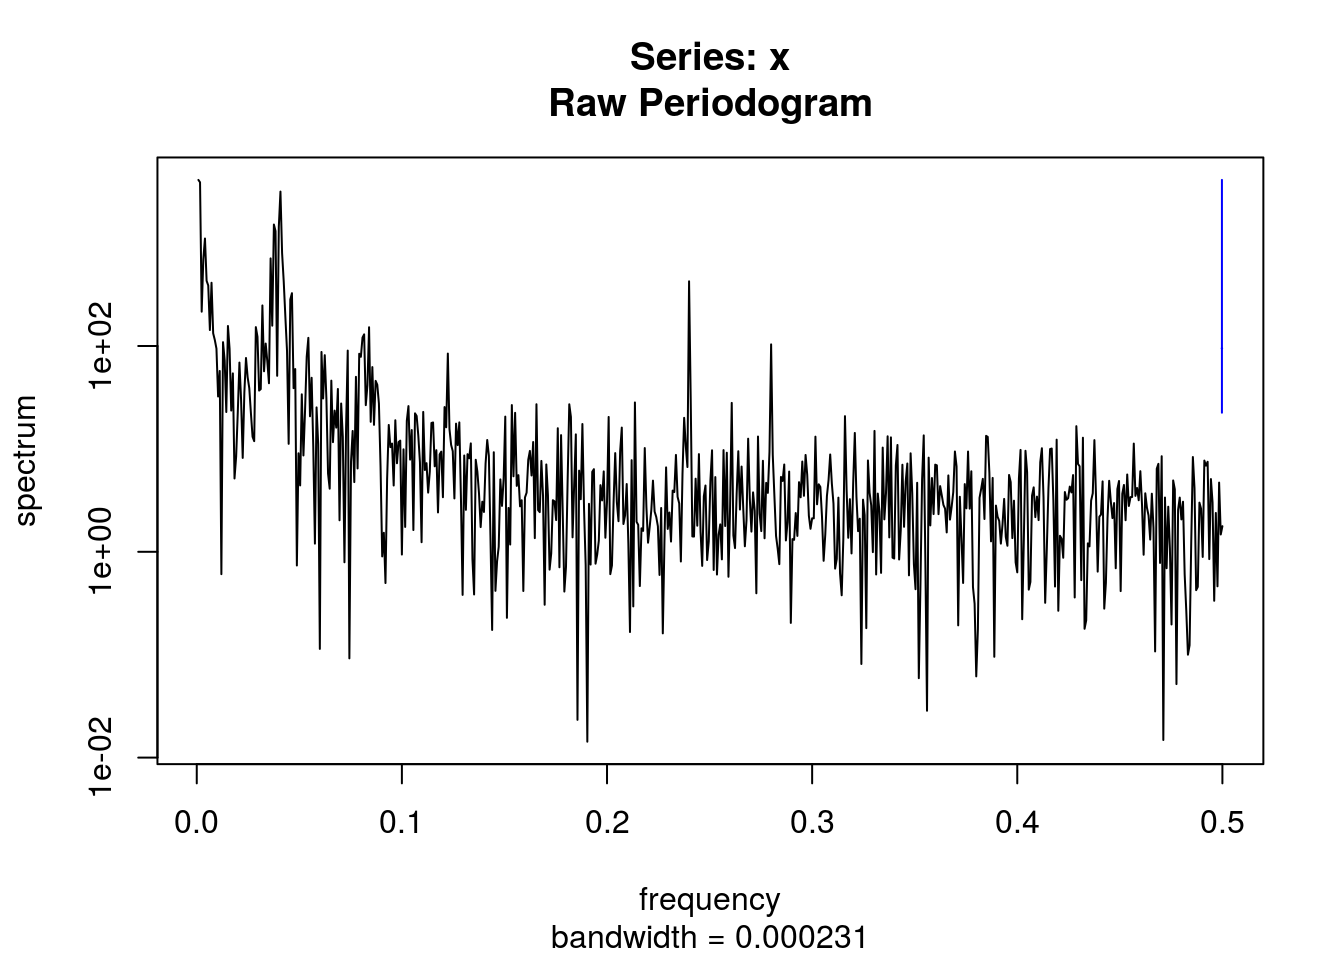 Series: x
Raw Periodogram
spectrum
1e+02
1e+00
1e-02
0.0 0.1 0.2 0.3 0.4 0.5
frequency
bandwidth = 0.000231